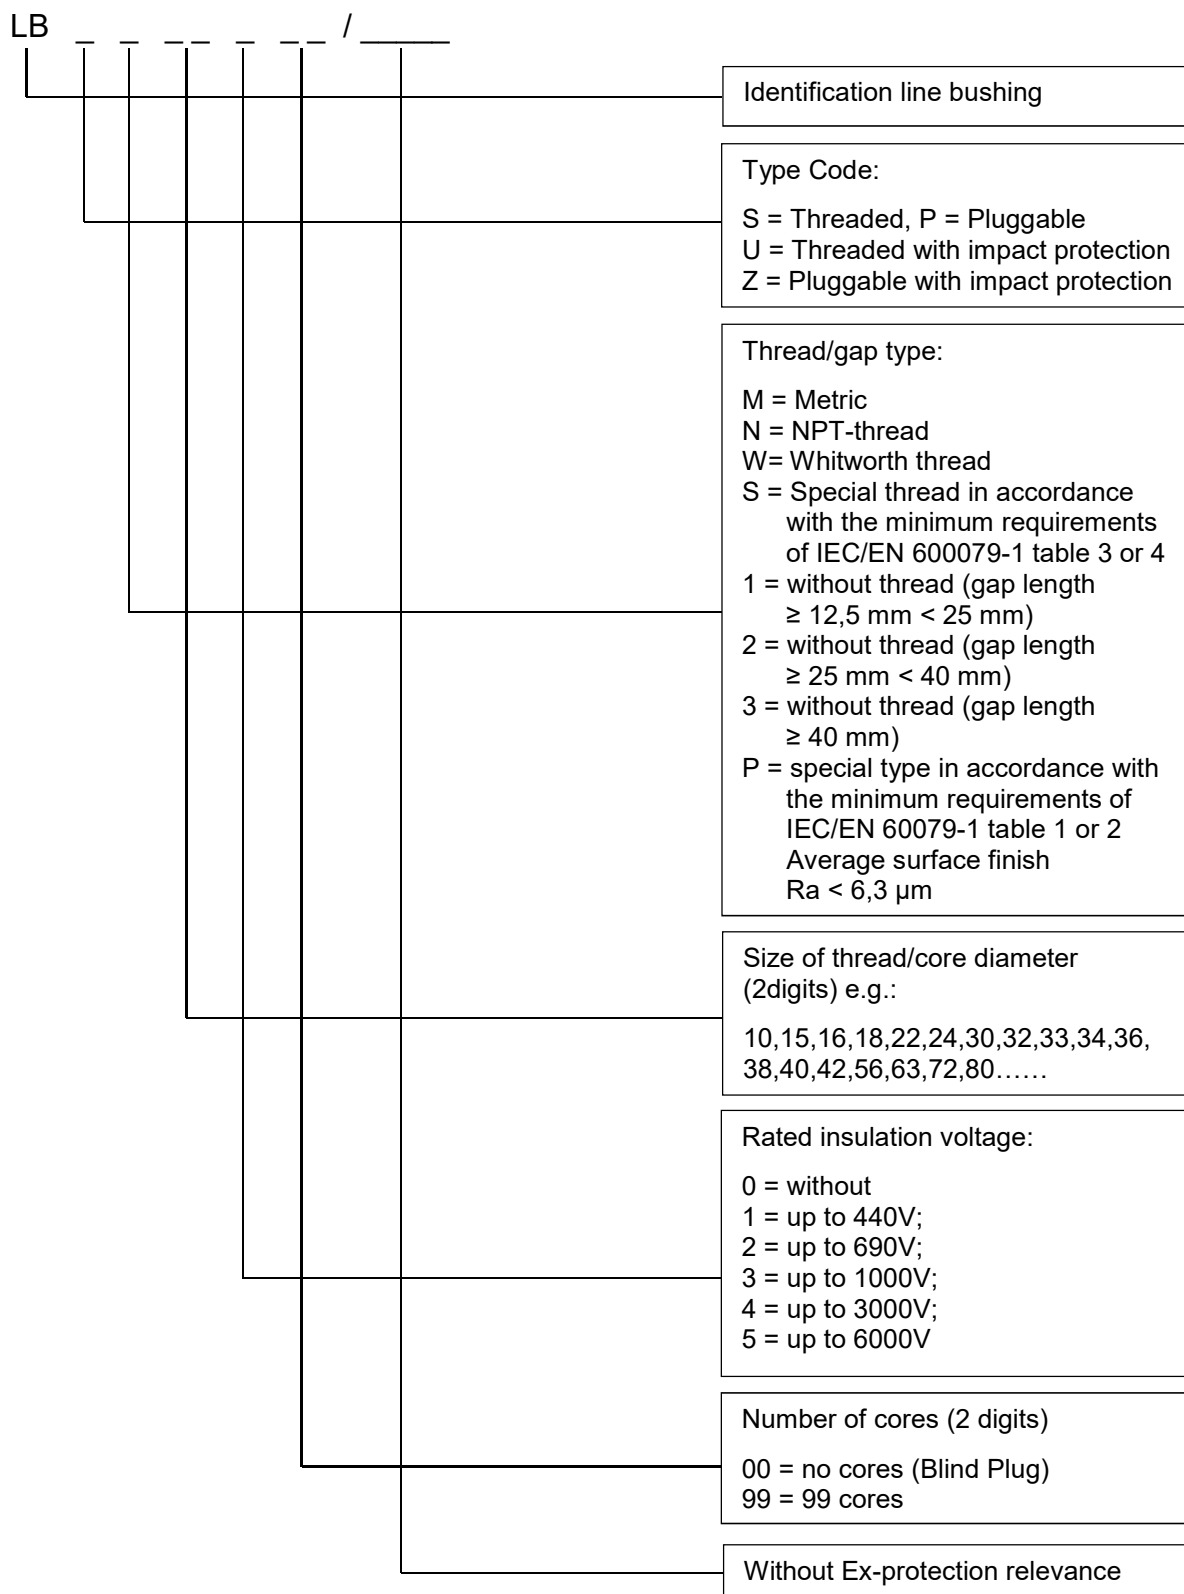 LB _ _ _ _ _ _ _ / _____
Identification line bushing
Type Code:
S = Threaded, P = Pluggable
U = Threaded with impact protection
Z = Pluggable with impact protection
Thread/gap type:
M = Metric
N = NPT-thread
W= Whitworth thread
S = Special thread in accordance
with the minimum requirements
of IEC/EN 600079-1 table 3 or 4
1 = without thread (gap length
≥ 12,5 mm < 25 mm)
2 = without thread (gap length
≥ 25 mm < 40 mm)
3 = without thread (gap length
≥ 40 mm)
P = special type in accordance with
the minimum requirements of
IEC/EN 60079-1 table 1 or 2
Average surface finish
Ra < 6,3 µm
Size of thread/core diameter
(2digits) e.g.:
10,15,16,18,22,24,30,32,33,34,36,
38,40,42,56,63,72,80……
Rated insulation voltage:
0 = without
1 = up to 440V;
2 = up to 690V;
3 = up to 1000V;
4 = up to 3000V;
5 = up to 6000V
Number of cores (2 digits)
00 = no cores (Blind Plug)
99 = 99 cores
Without Ex-protection relevance